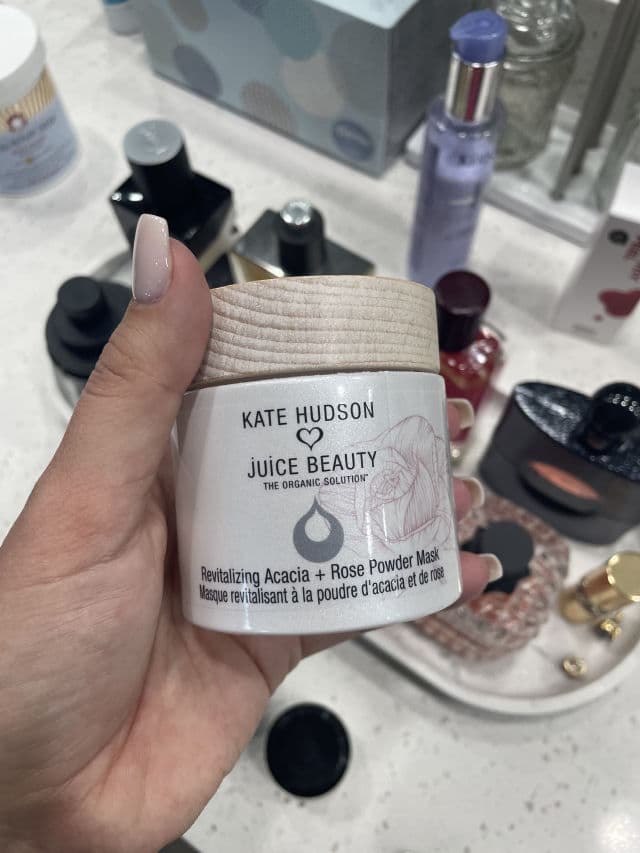 KATE HUDSON
JUICE BEAUTY
THE ORGANIC SOLUTION™
Revitalizing Acacia + Rose Powder Mask
Masque revitalisant à la poudre d'acacia et de rose